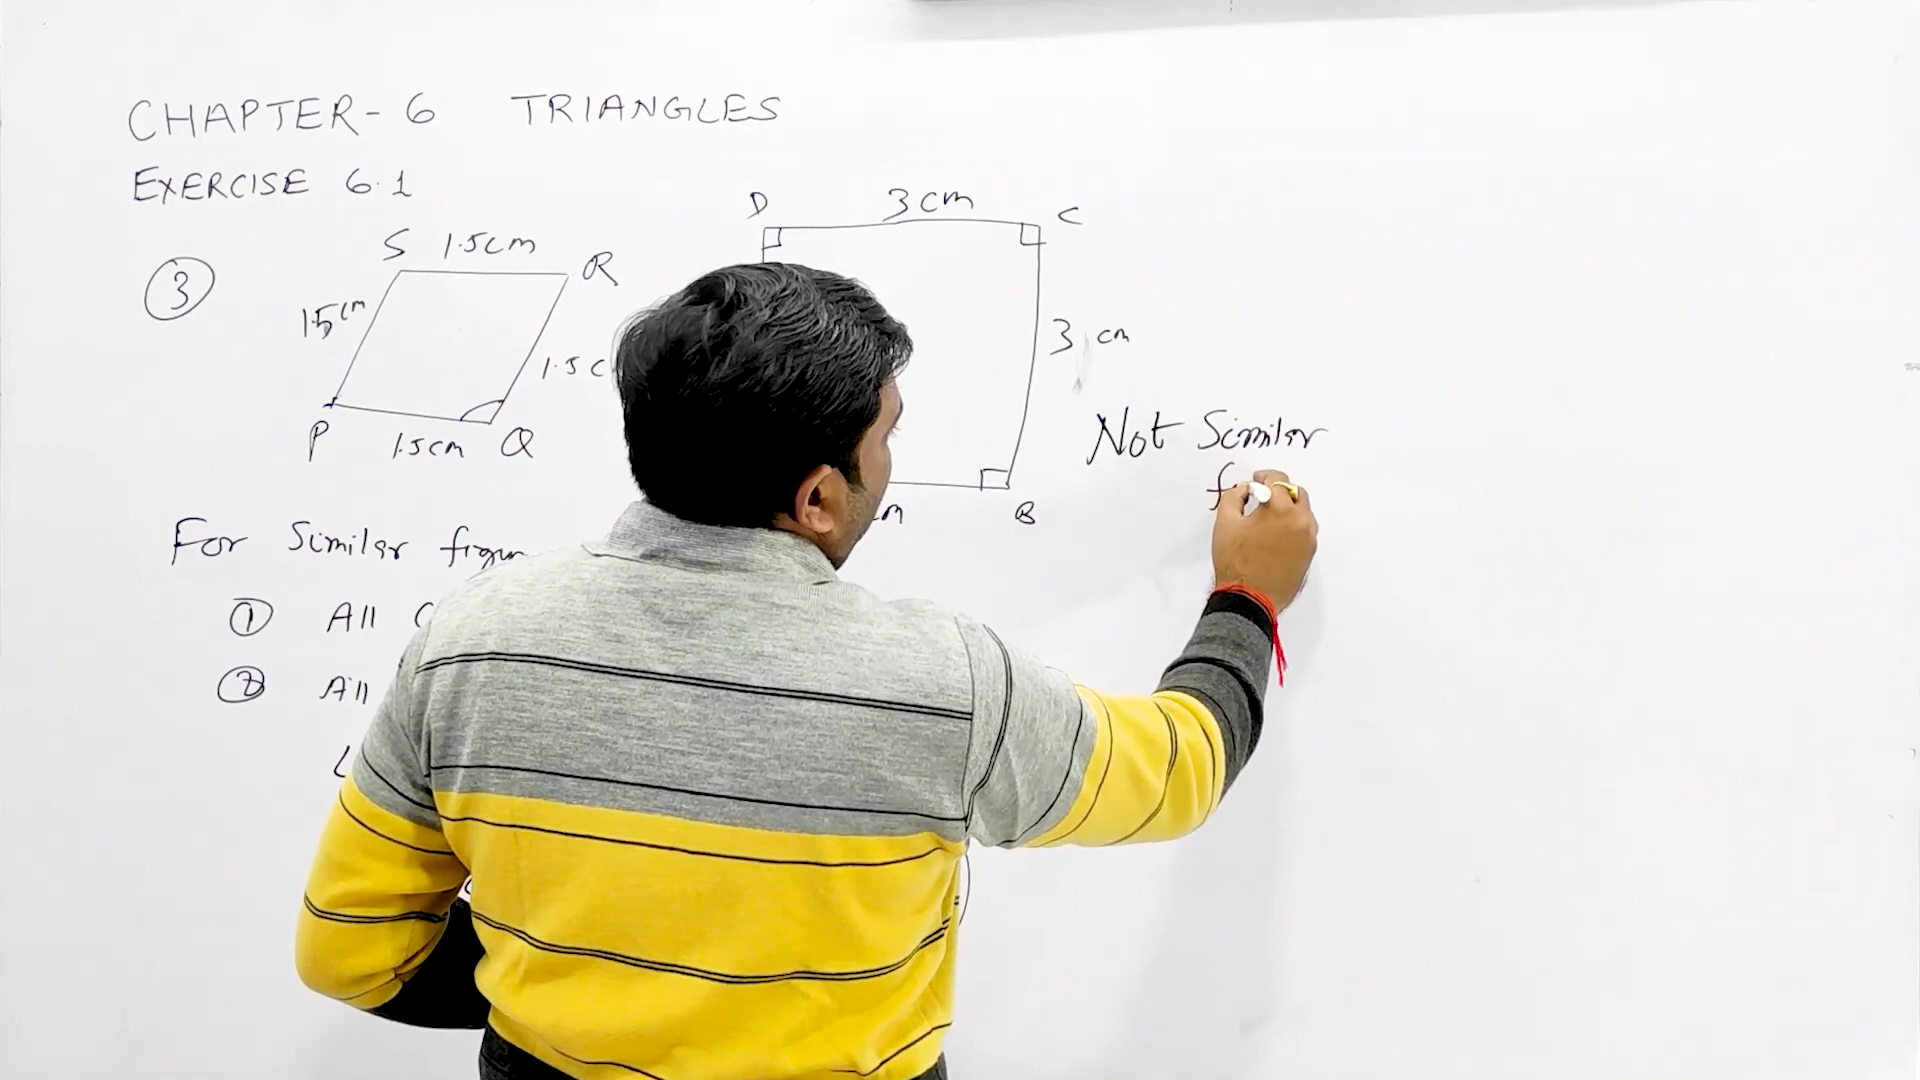 CHAPTER-6 TRIANGLES
EXERCISE 6.1
3
S 1.5cm R
1.5cm
1.5c
P 1.5cm Q
D 3cm C
3 cm
B
Not Similar
For Similar figur
1 All
2 All